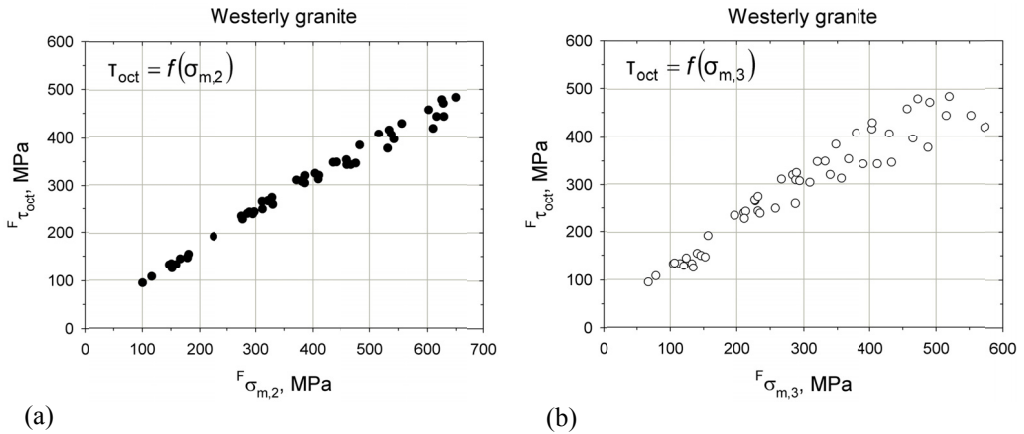 Westerly granite
τoct = f(σm,2)
Fτoct, MPa
600
500
400
300
200
100
0
0 100 200 300 400 500 600 700
Fσm,2, MPa
(a)
Westerly granite
τoct = f(σm,3)
Fτoct, MPa
600
500
400
300
200
100
0
0 100 200 300 400 500 600
Fσm,3, MPa
(b)